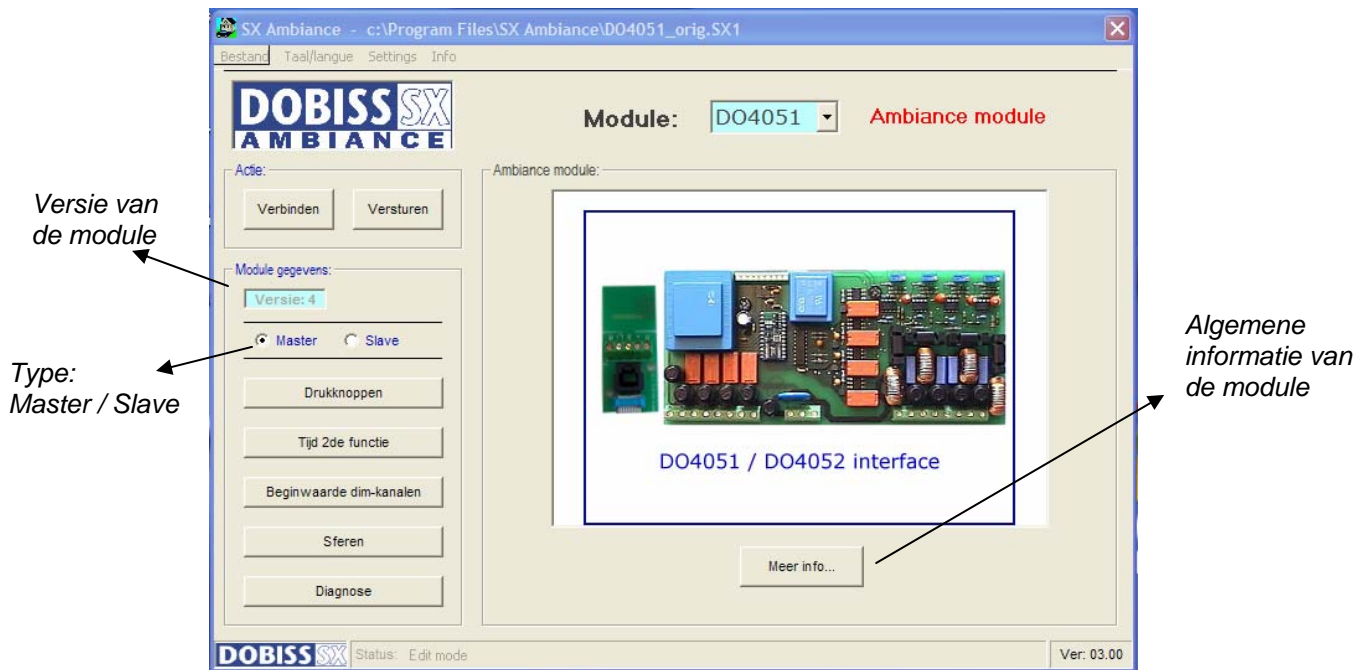 SX Ambiance - c:\Program Files\SX Ambiance\DO4051_orig.SX1
Bestand Taal/langue Settings Info
DOBISS SX
AMBIANCE
Module: DO4051 Ambiance module
Actie:
Verbinden Versturen
Versie van
de module
Module gegevens:
Versie: 4
Master Slave
Type:
Master / Slave
Drukknoppen
Tijd 2de functie
Beginwaarde dim-kanalen
Sferen
Diagnose
Ambiance module:
DO4051 / DO4052 interface
Meer info...
Algemene
informatie van
de module
DOBISS SX Status: Edit mode Ver: 03.00